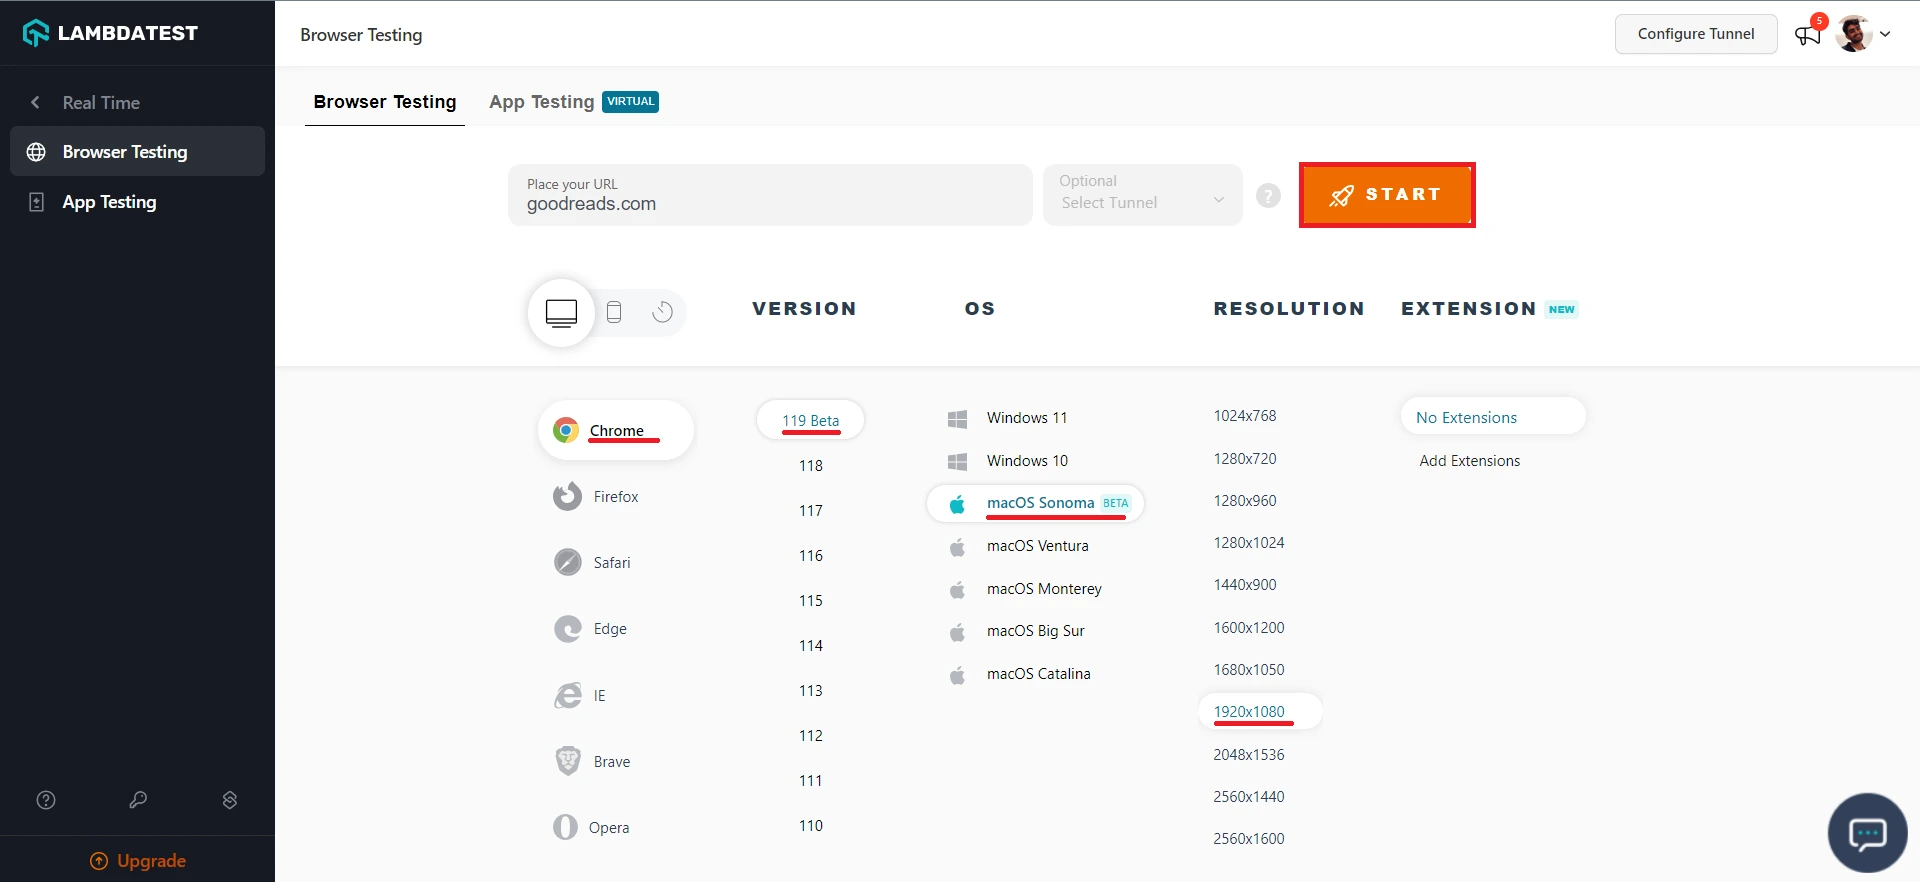 LAMBDATEST
Browser Testing
Configure Tunnel
5
Real Time
Browser Testing
App Testing
Upgrade
Browser Testing
App Testing VIRTUAL
Place your URL
goodreads.com
Optional
Select Tunnel
?
START
VERSION
OS
RESOLUTION
EXTENSION NEW
Chrome
Firefox
Safari
Edge
IE
Brave
Opera
119 Beta
118
117
116
115
114
113
112
111
110
Windows 11
Windows 10
macOS Sonoma BETA
macOS Ventura
macOS Monterey
macOS Big Sur
macOS Catalina
1024x768
1280x720
1280x960
1280x1024
1440x900
1600x1200
1680x1050
1920x1080
2048x1536
2560x1440
2560x1600
No Extensions
Add Extensions